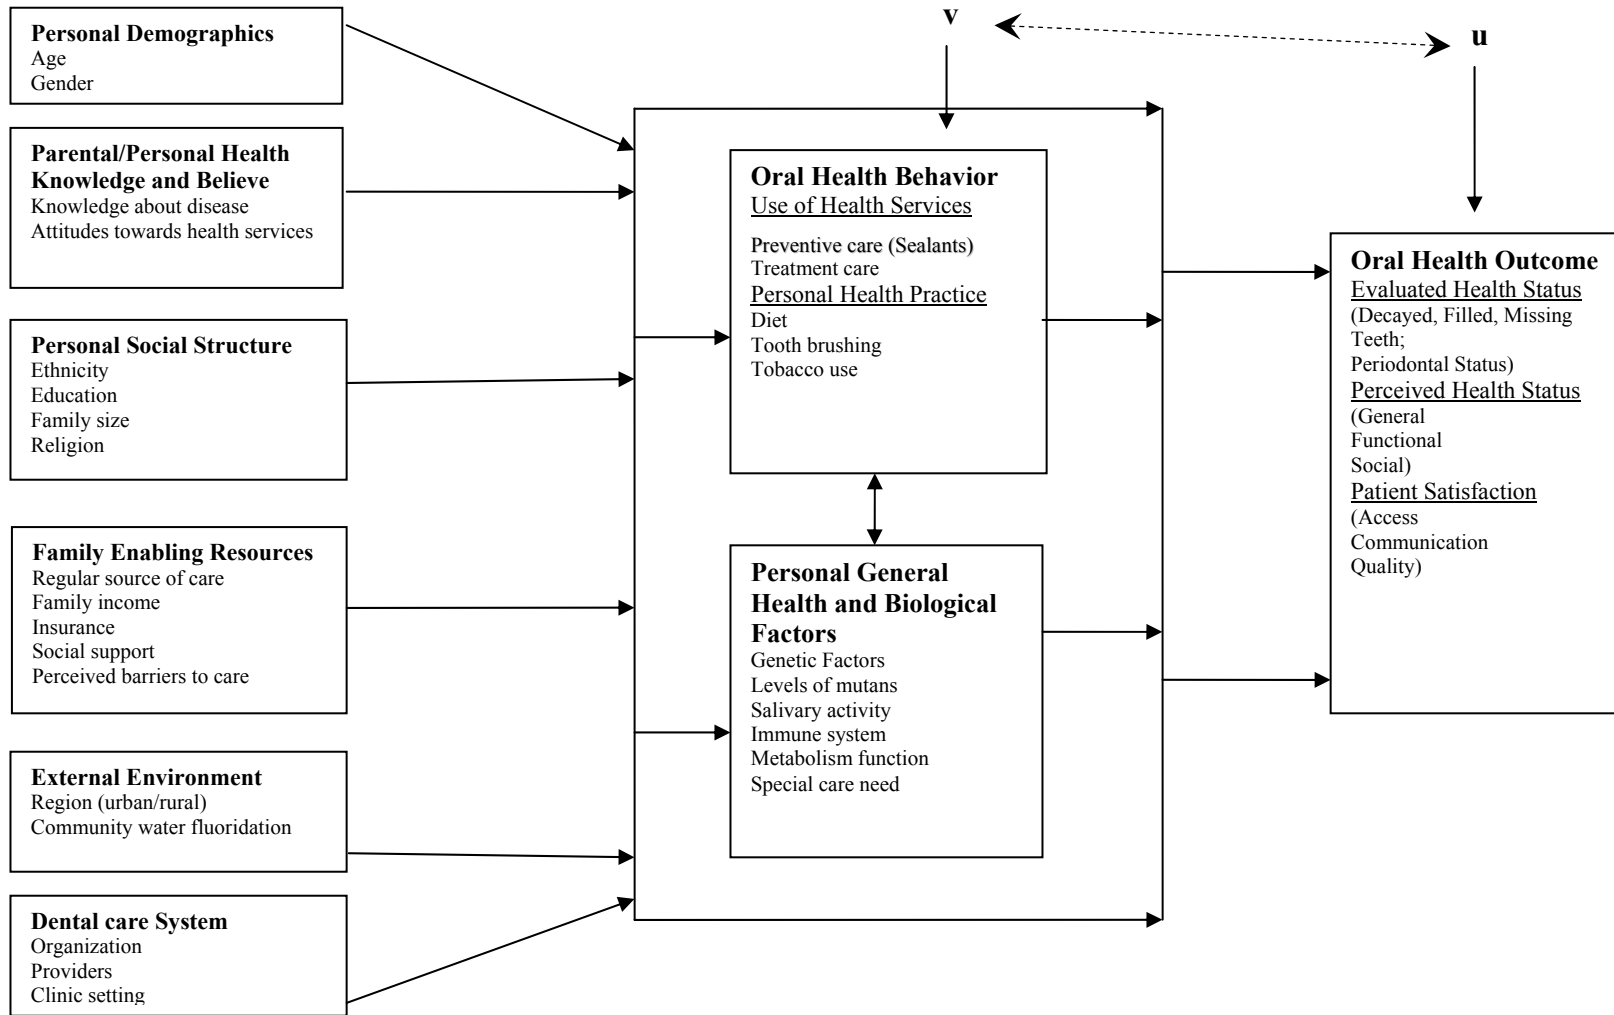 Personal Demographics
Age
Gender
Parental/Personal Health
Knowledge and Believe
Knowledge about disease
Attitudes towards health services
Personal Social Structure
Ethnicity
Education
Family size
Religion
Family Enabling Resources
Regular source of care
Family income
Insurance
Social support
Perceived barriers to care
External Environment
Region (urban/rural)
Community water fluoridation
Dental care System
Organization
Providers
Clinic setting
v
u
Oral Health Behavior
Use of Health Services
Preventive care (Sealants)
Treatment care
Personal Health Practice
Diet
Tooth brushing
Tobacco use
Personal General
Health and Biological
Factors
Genetic Factors
Levels of mutans
Salivary activity
Immune system
Metabolism function
Special care need
Oral Health Outcome
Evaluated Health Status
(Decayed, Filled, Missing
Teeth;
Periodontal Status)
Perceived Health Status
(General
Functional
Social)
Patient Satisfaction
(Access
Communication
Quality)